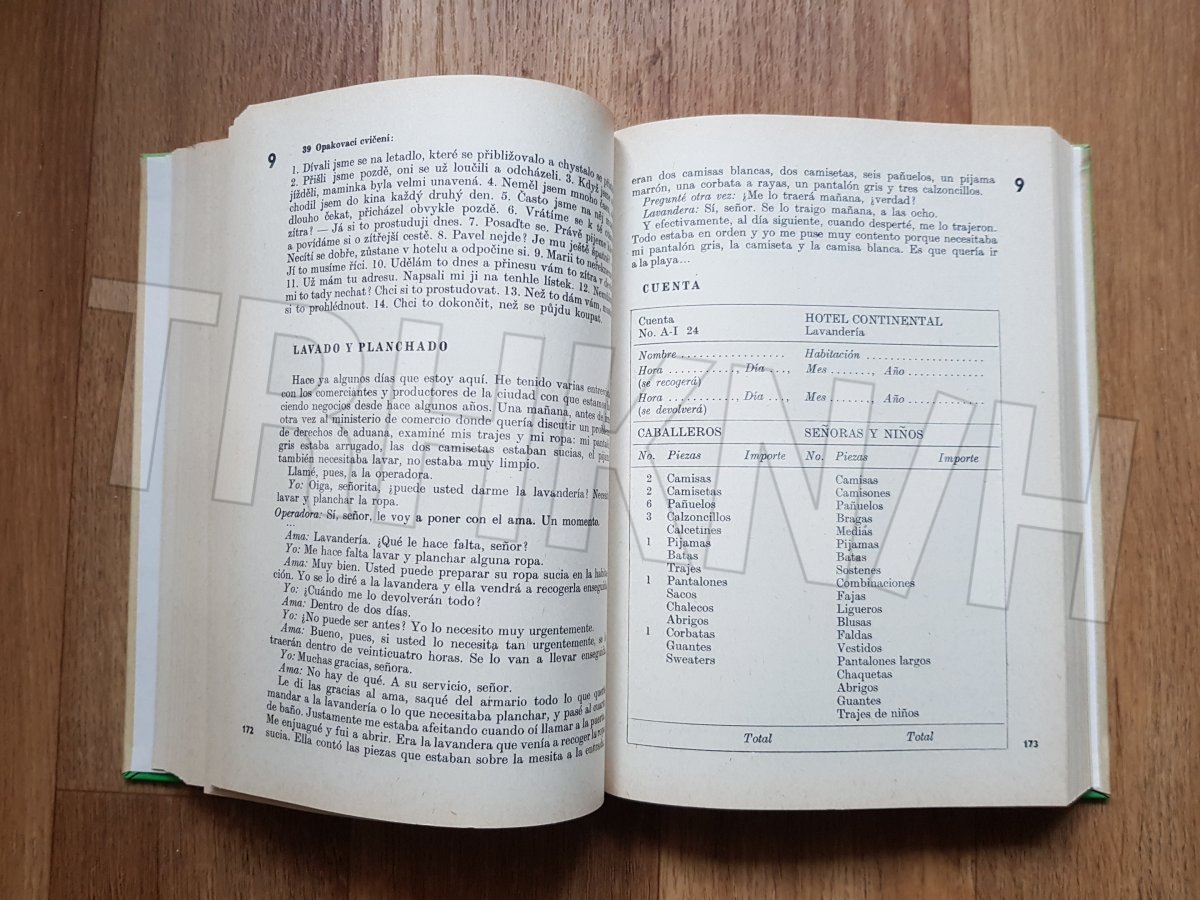 9
39 Opakovací cvičení:
1. Dívali jsme se na letadlo, které se přibližovalo a chystalo se
2. Přišli jsme pozdě, oni se už loučili a odcházeli. 3. Když jsme
jížděli, maminka byla velmi unavená. 4. Neměl jsem mnoho
chodil jsem do kina každý druhý den. 5. Často jsme na něj
dlouho čekat, přicházel obvykle pozdě. 6. Vrátíme se k té
zítra? — Já si to prostuduji dnes. 7. Posaďte se. Právě pijeme
a povídáme si o zítřejší cestě. 8. Pavel nejde? Je mu ještě špatně?
Necítí se dobře, zůstane v hotelu a odpočine si. 9. Marii to
Jí to musíme říci. 10. Udělám to dnes a přinesu vám to zítra v
11. Už mám tu adresu. Napsali mi ji na tenhle lístek. 12.
mi to tady nechat? Chci si to prostudovat. 13. Než to dám vám,
si to prohlédnout. 14. Chci to dokončit, než se půjdu koupat.
LAVADO Y PLANCHADO
Hace ya algunos días que estoy aquí. He tenido varias
con los comerciantes y productores de la ciudad con que estamos
ciendo negocios desde hace algunos años. Una mañana, antes de
otra vez al ministerio de comercio donde quería discutir un
de derechos de aduana, examiné mis trajes y mi ropa: mi
gris estaba arrugado, las dos camisetas estaban sucias, el
también necesitaba lavar, no estaba muy limpio.
Llamé, pues, a la operadora.
Yo: Oiga, señorita, ¿puede usted darme la lavandería?
lavar y planchar la ropa.
Operadora: Sí, señor, le voy a poner con el ama. Un momento.
...
Ama: Lavandería. ¿Qué le hace falta, señor?
Yo: Me hace falta lavar y planchar alguna ropa.
Ama: Muy bien. Usted puede preparar su ropa sucia en la
ción. Yo se lo diré a la lavandera y ella vendrá a recogerla
Yo: ¿Cuándo me lo devolverán todo?
Ama: Dentro de dos días.
Yo: ¿No puede ser antes? Yo lo necesito muy urgentemente.
Ama: Bueno, pues, si usted lo necesita tan urgentemente, se
traerán dentro de veinticuatro horas. Se lo van a llevar
Yo: Muchas gracias, señora.
Ama: No hay de qué. A su servicio, señor.
Le di las gracias al ama, saqué del armario todo lo que
mandar a la lavandería o lo que necesitaba planchar, y pasé al
de baño. Justamente me estaba afeitando cuando oí llamar a la puerta.
Me enjuagué y fui a abrir. Era la lavandera que venía a recoger la ropa
sucia. Ella contó las piezas que estaban sobre la mesita a la
172
9
eran dos camisas blancas, dos camisetas, seis pañuelos, un pijama
marrón, una corbata a rayas, un pantalón gris y tres calzoncillos.
Pregunté otra vez: ¿Me lo traerá mañana, ¿verdad?
Lavandera: Sí, señor. Se lo traigo mañana, a las ocho.
Y efectivamente, al día siguiente, cuando desperté, me lo trajeron.
Todo estaba en orden y yo me puse muy contento porque necesitaba
mi pantalón gris, la camiseta y la camisa blanca. Es que quería ir
a la playa...
CUENTA
Cuenta HOTEL CONTINENTAL
No. A-I 24 Lavandería
Nombre ................. Habitación ...................
Hora ..........., Día ..., Mes ......., Año .............
(se recogerá)
Hora ..........., Día ..., Mes ......., Año .............
(se devolverá)
CABALLEROS SEÑORAS Y NIÑOS
No. Piezas Importe No. Piezas Importe
2 Camisas Camisas
2 Camisetas Camisones
6 Pañuelos Pañuelos
3 Calzoncillos Bragas
Calcetines Medias
1 Pijamas Pijamas
Batas Batas
Trajes Sostenes
1 Pantalones Combinaciones
Sacos Fajas
Chalecos Ligueros
Abrigos Blusas
1 Corbatas Faldas
Guantes Vestidos
Sweaters Pantalones largos
Chaquetas
Abrigos
Guantes
Trajes de niños
Total Total
173
TRHKNVH